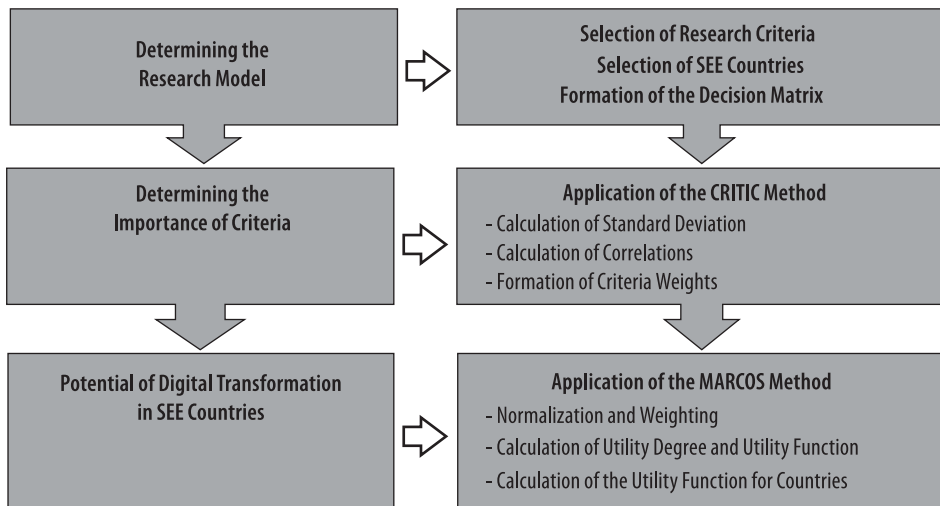 Determining the
Research Model
Selection of Research Criteria
Selection of SEE Countries
Formation of the Decision Matrix
Determining the
Importance of Criteria
Application of the CRITIC Method
- Calculation of Standard Deviation
- Calculation of Correlations
- Formation of Criteria Weights
Potential of Digital Transformation
in SEE Countries
Application of the MARCOS Method
- Normalization and Weighting
- Calculation of Utility Degree and Utility Function
- Calculation of the Utility Function for Countries